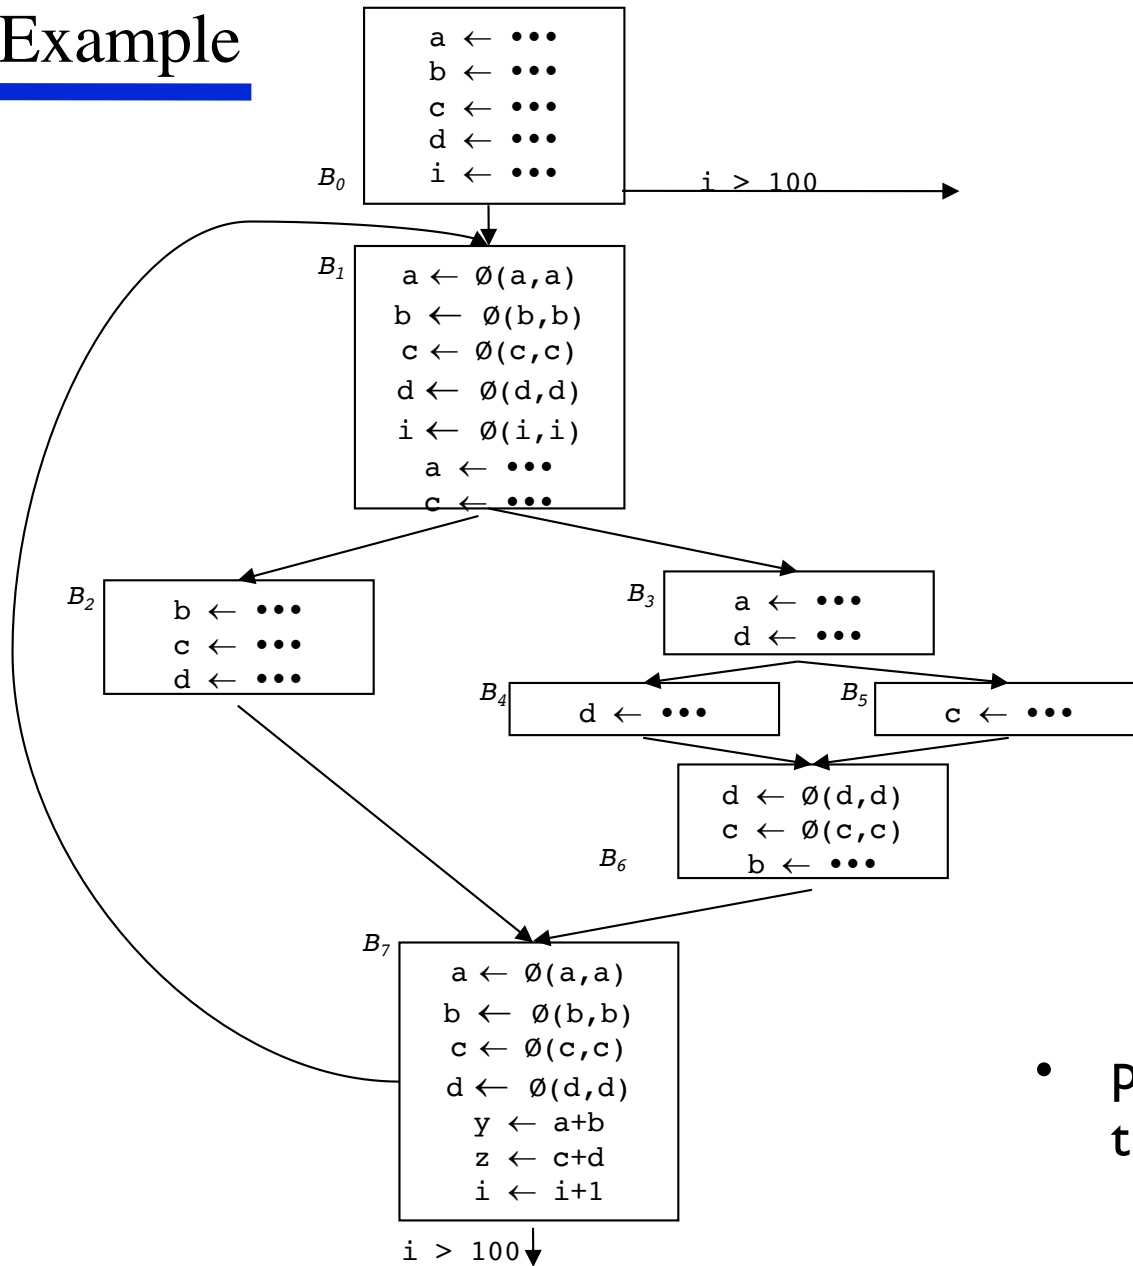 Example
a ← •••
b ← •••
c ← •••
d ← •••
i ← •••
B0
i > 100
B1
a ← Ø(a,a)
b ← Ø(b,b)
c ← Ø(c,c)
d ← Ø(d,d)
i ← Ø(i,i)
a ← •••
c ← •••
B2
b ← •••
c ← •••
d ← •••
B3
a ← •••
d ← •••
B4
d ← •••
B5
c ← •••
d ← Ø(d,d)
c ← Ø(c,c)
b ← •••
B6
B7
a ← Ø(a,a)
b ← Ø(b,b)
c ← Ø(c,c)
d ← Ø(d,d)
y ← a+b
z ← c+d
i ← i+1
i > 100